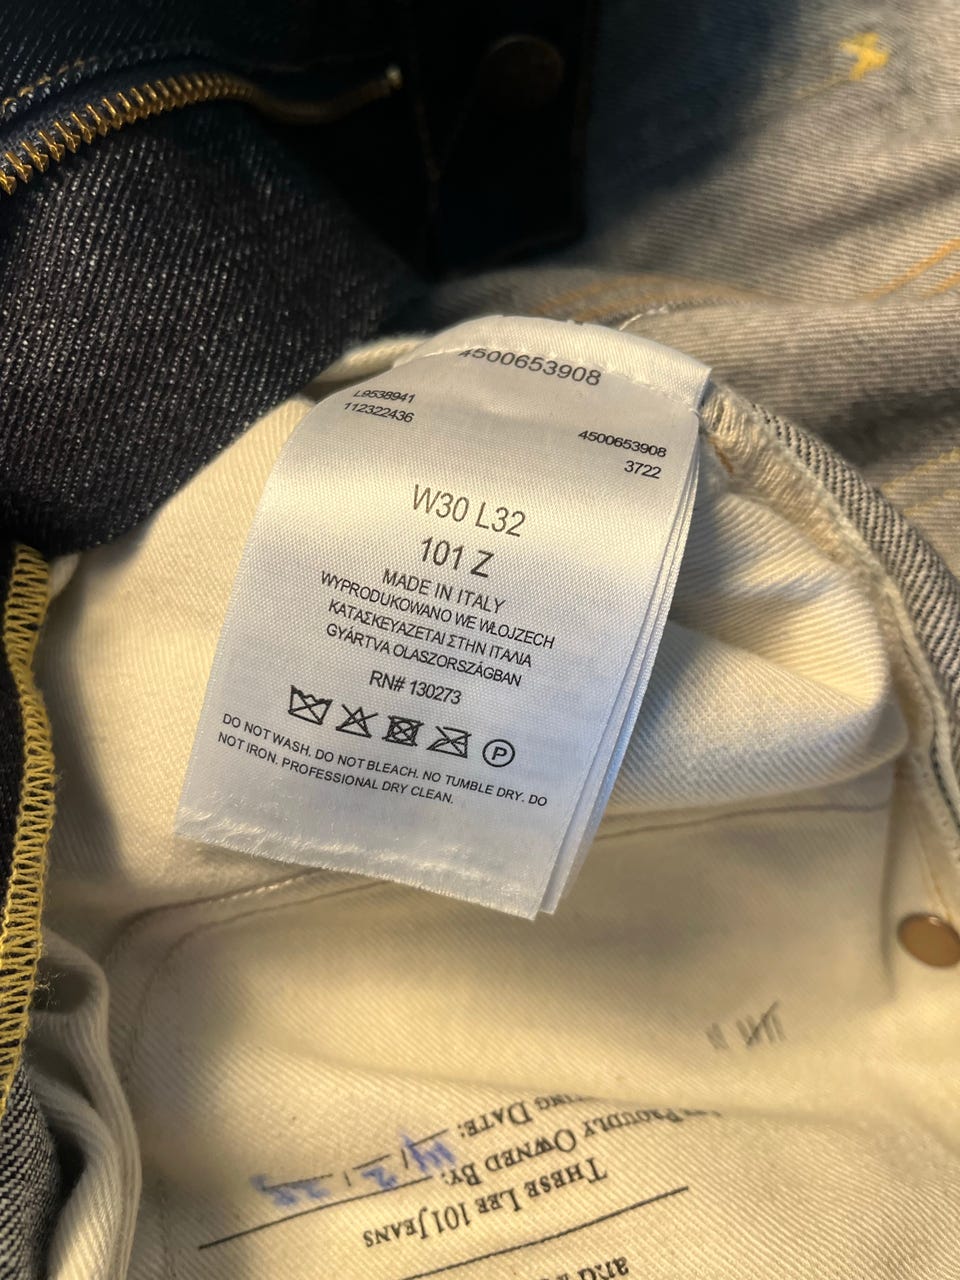 4500653908
L9538941
112322436
4500653908
3722
W30 L32
101 Z
MADE IN ITALY
WYPRODUKOWANO WE WŁOJZECH
ΚΑΤΑΣΚΕΥΑΖΕΤΑΙ ΣΤΗΝ ΙΤΑΛΙΑ
GYÁRTVA OLASZORSZÁGBAN
RN# 130273
P
DO NOT WASH. DO NOT BLEACH. NO TUMBLE DRY. DO
NOT IRON. PROFESSIONAL DRY CLEAN.
THESE LEE 101 JEANS
PROUDLY OWNED BY:
DATE:
and